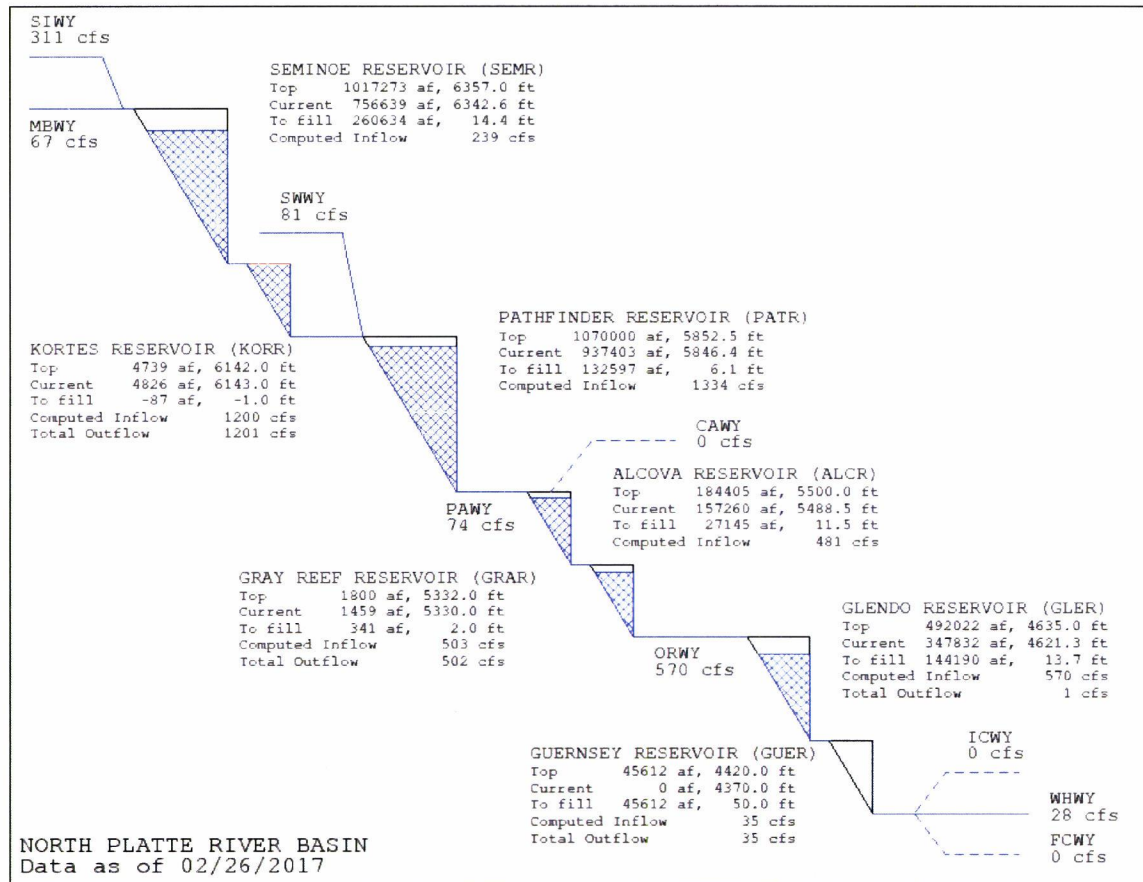 SIWY
311 cfs
MBWY
67 cfs
SEMINOE RESERVOIR (SEMR)
Top 1017273 af, 6357.0 ft
Current 756639 af, 6342.6 ft
To fill 260634 af, 14.4 ft
Computed Inflow 239 cfs
SWWY
81 cfs
KORTES RESERVOIR (KORR)
Top 4739 af, 6142.0 ft
Current 4826 af, 6143.0 ft
To fill -87 af, -1.0 ft
Computed Inflow 1200 cfs
Total Outflow 1201 cfs
PATHFINDER RESERVOIR (PATR)
Top 1070000 af, 5852.5 ft
Current 937403 af, 5846.4 ft
To fill 132597 af, 6.1 ft
Computed Inflow 1334 cfs
CAWY
0 cfs
PAWY
74 cfs
ALCOVA RESERVOIR (ALCR)
Top 184405 af, 5500.0 ft
Current 157260 af, 5488.5 ft
To fill 27145 af, 11.5 ft
Computed Inflow 481 cfs
GRAY REEF RESERVOIR (GRAR)
Top 1800 af, 5332.0 ft
Current 1459 af, 5330.0 ft
To fill 341 af, 2.0 ft
Computed Inflow 503 cfs
Total Outflow 502 cfs
ORWY
570 cfs
GLENDO RESERVOIR (GLER)
Top 492022 af, 4635.0 ft
Current 347832 af, 4621.3 ft
To fill 144190 af, 13.7 ft
Computed Inflow 570 cfs
Total Outflow 1 cfs
GUERNSEY RESERVOIR (GUER)
Top 45612 af, 4420.0 ft
Current 0 af, 4370.0 ft
To fill 45612 af, 50.0 ft
Computed Inflow 35 cfs
Total Outflow 35 cfs
ICWY
0 cfs
WHWY
28 cfs
FCWY
0 cfs
NORTH PLATTE RIVER BASIN
Data as of 02/26/2017